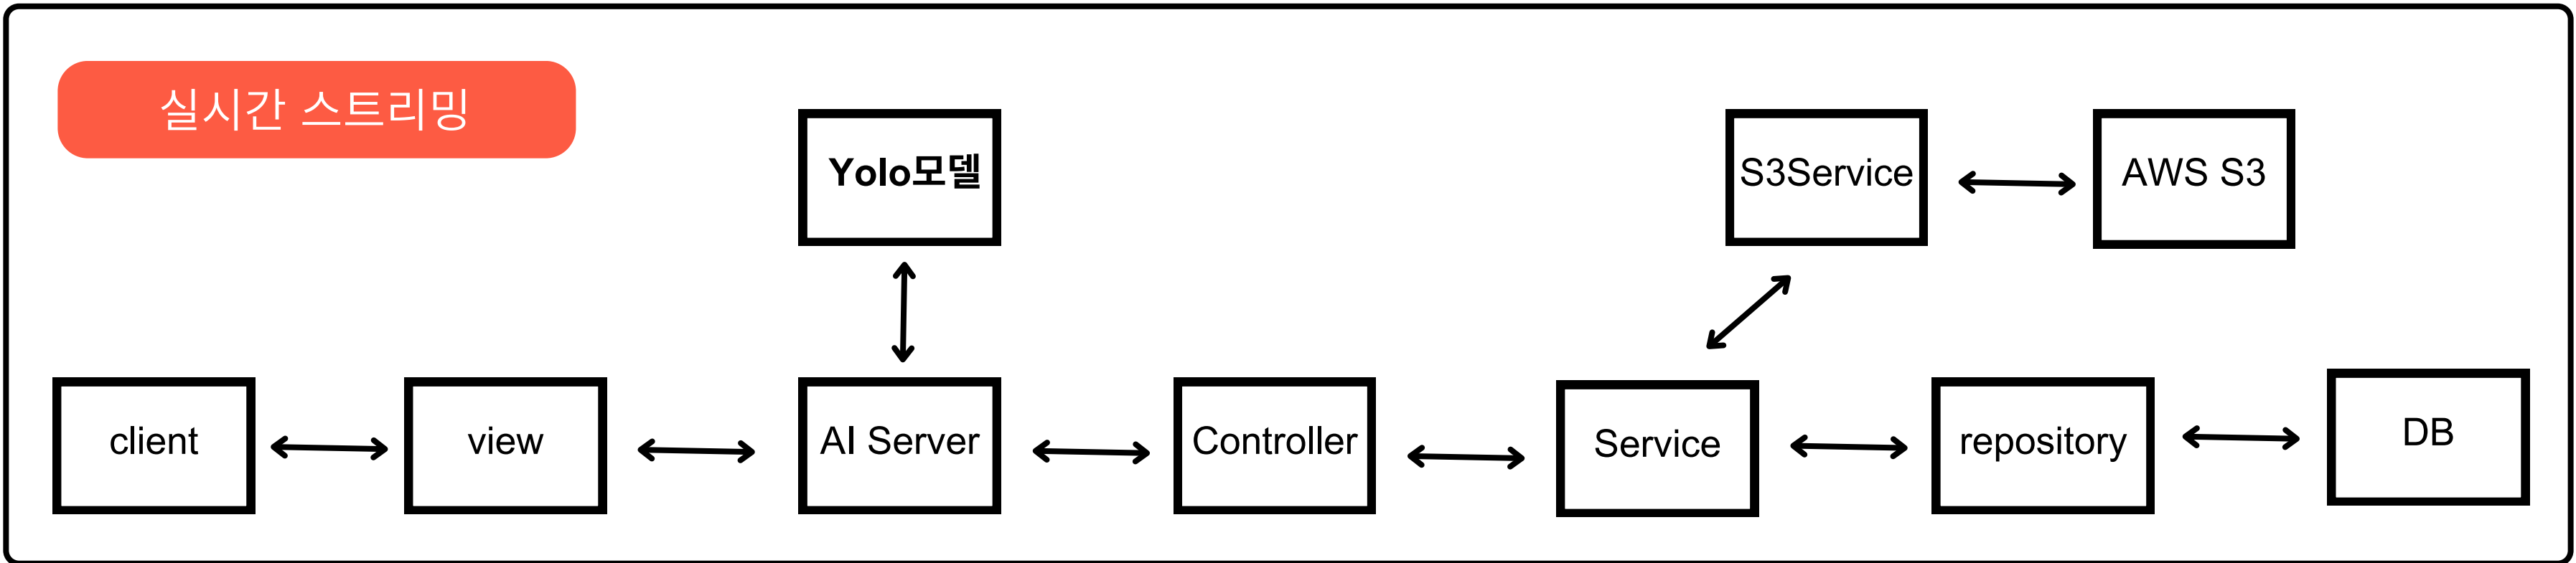 실시간 스트리밍
Yolo모델
S3Service
AWS S3
client
view
AI Server
Controller
Service
repository
DB